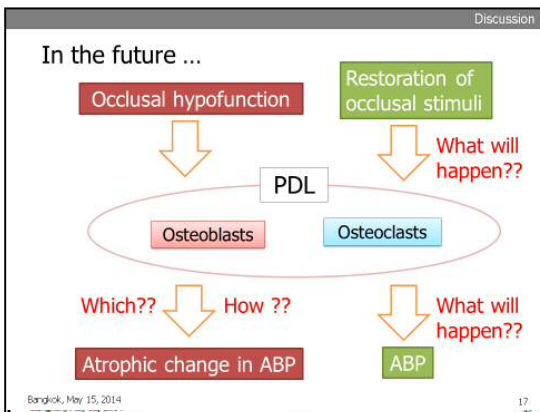 Discussion
In the future ...
Occlusal hypofunction
Restoration of
occlusal stimuli
What will
happen??
PDL
Osteoblasts
Osteoclasts
Which??
How ??
What will
happen??
Atrophic change in ABP
ABP
Bangkok, May 15, 2014
17